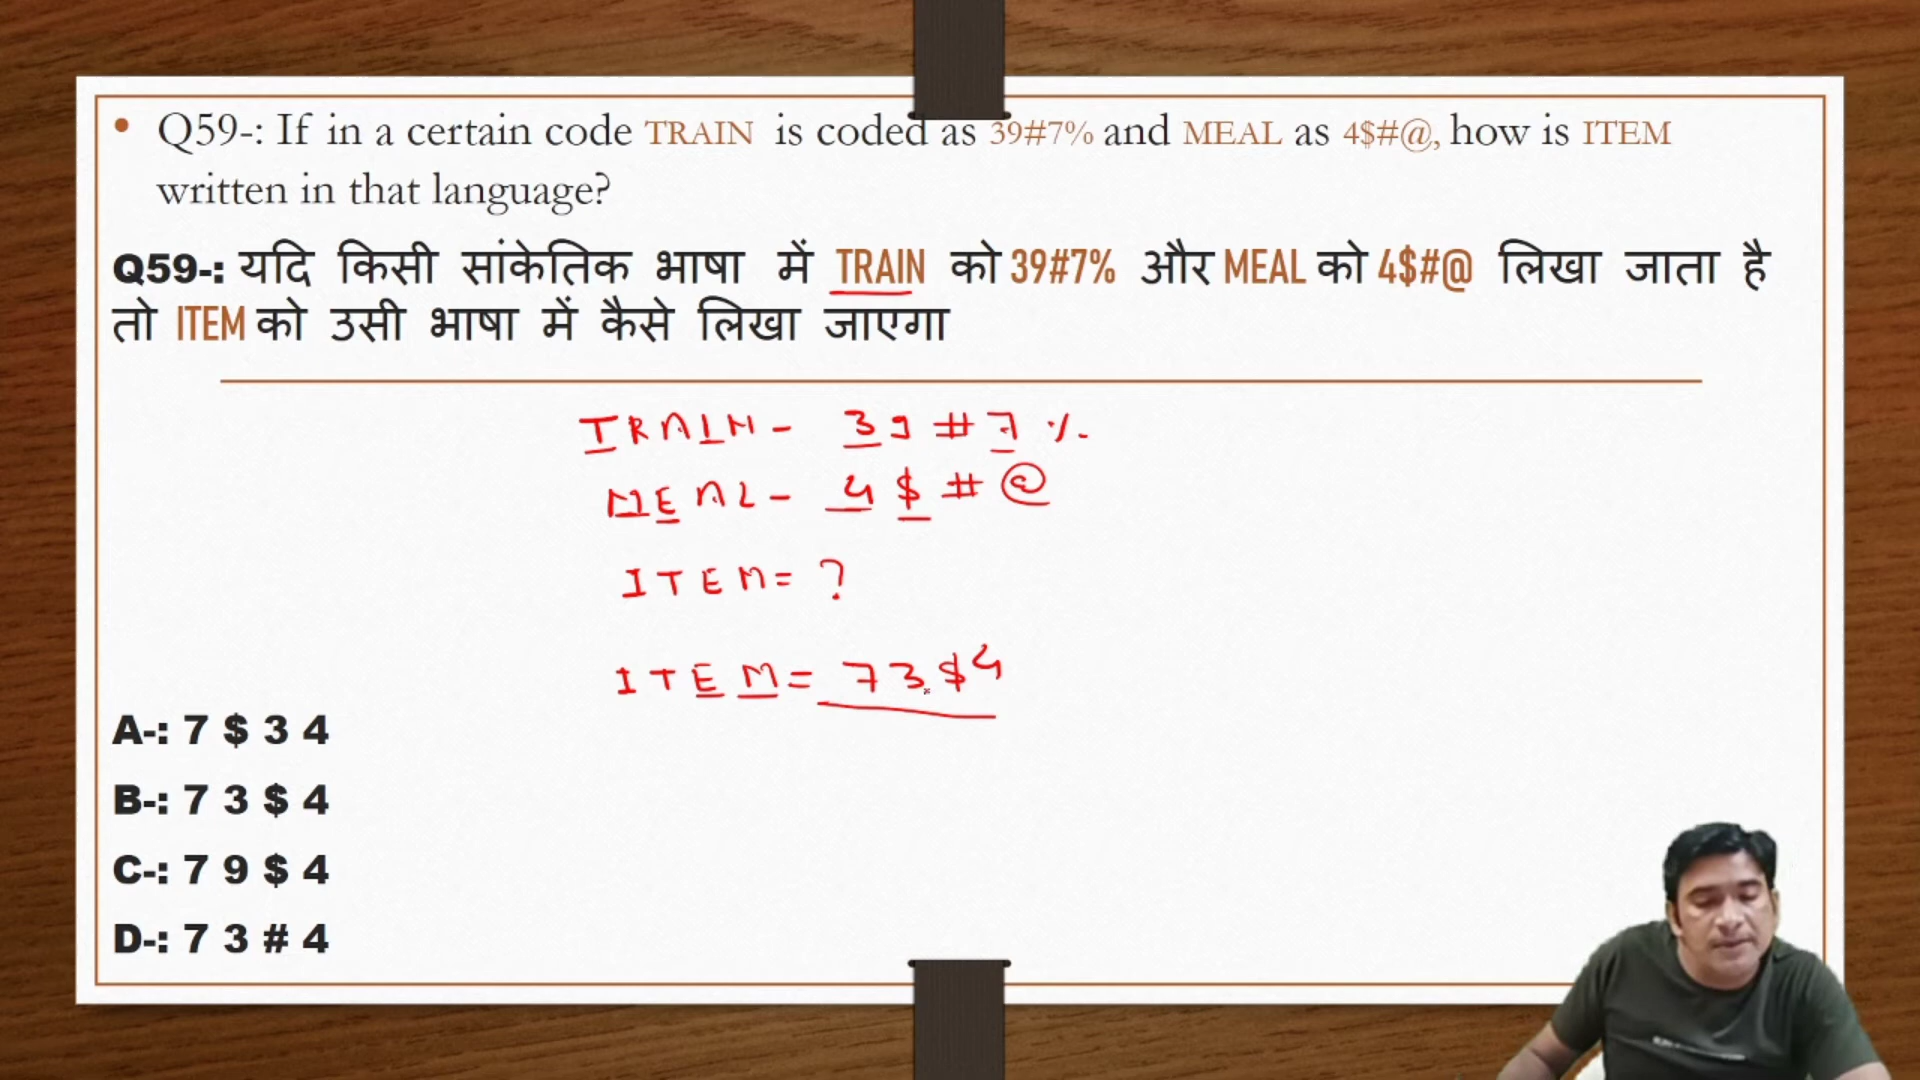 • Q59-: If in a certain code TRAIN is coded as 39#7% and MEAL as 4$#@, how is ITEM
written in that language?
Q59-: यदि किसी सांकेतिक भाषा में TRAIN को 39#7% और MEAL को 4$#@ लिखा जाता है
तो ITEM को उसी भाषा में कैसे लिखा जाएगा
TRAIN - 39#7%
MEAL - 4$#@
ITEM = ?
ITEM = 73$4
A-: 7 $ 3 4
B-: 7 3 $ 4
C-: 7 9 $ 4
D-: 7 3 # 4